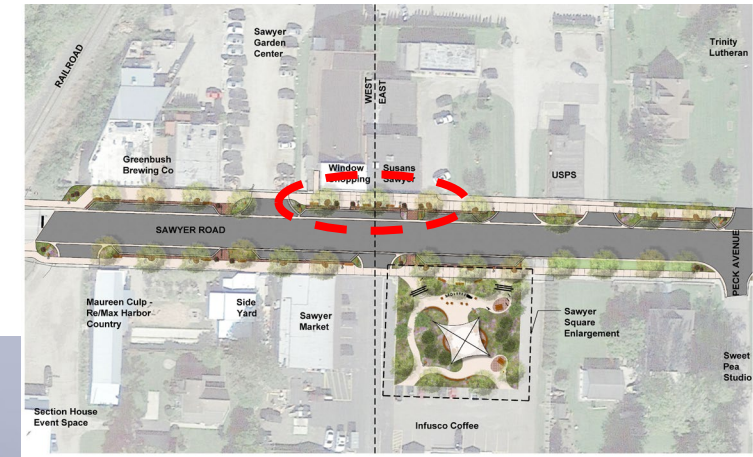 Sawyer
Garden
Center
Trinity
Lutheran
RAILROAD
WEST
EAST
Greenbush
Brewing Co
Window
Shopping
Susans
Sawyer
USPS
SAWYER ROAD
PECK AVENUE
Maureen Culp -
Re/Max Harbor
Country
Side
Yard
Sawyer
Market
Sawyer
Square
Enlargement
Sweet
Pea
Studio
Section House
Event Space
Infusco Coffee